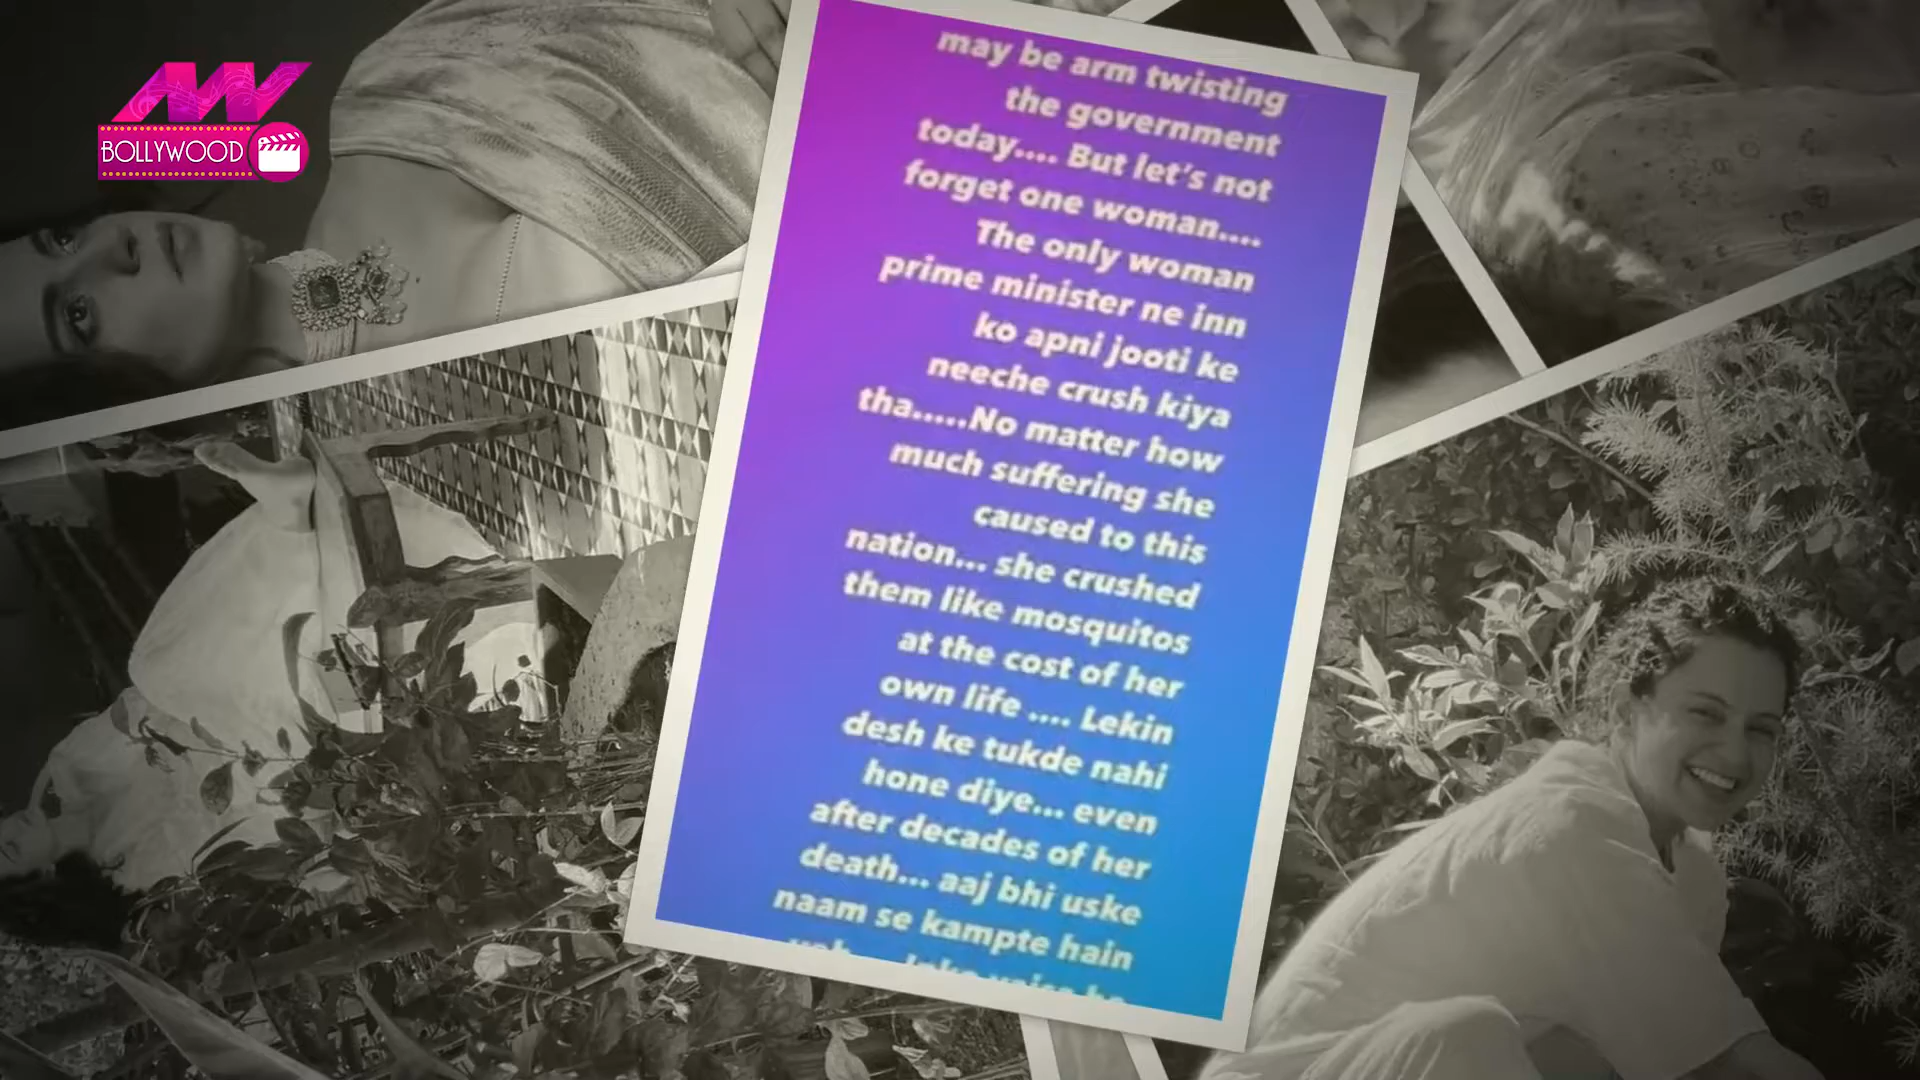 AW
BOLLYWOOD
may be arm twisting
the government
today.... But let's not
forget one woman....
The only woman
prime minister ne inn
ko apni jooti ke
neeche crush kiya
tha.....No matter how
much suffering she
caused to this
nation... she crushed
them like mosquitos
at the cost of her
own life .... Lekin
desh ke tukde nahi
hone diye... even
after decades of her
death... aaj bhi uske
naam se kampte hain